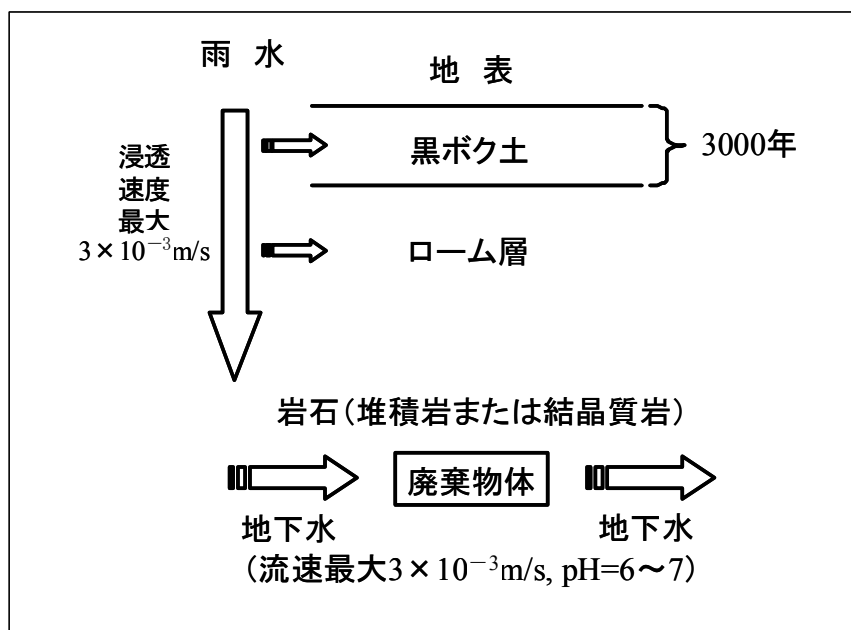 雨 水
地 表
浸透
速度
最大
3×10⁻³m/s
黒ボク土
3000年
ローム層
岩石(堆積岩または結晶質岩)
廃棄物体
地下水
地下水
(流速最大3×10⁻³m/s, pH=6～7)